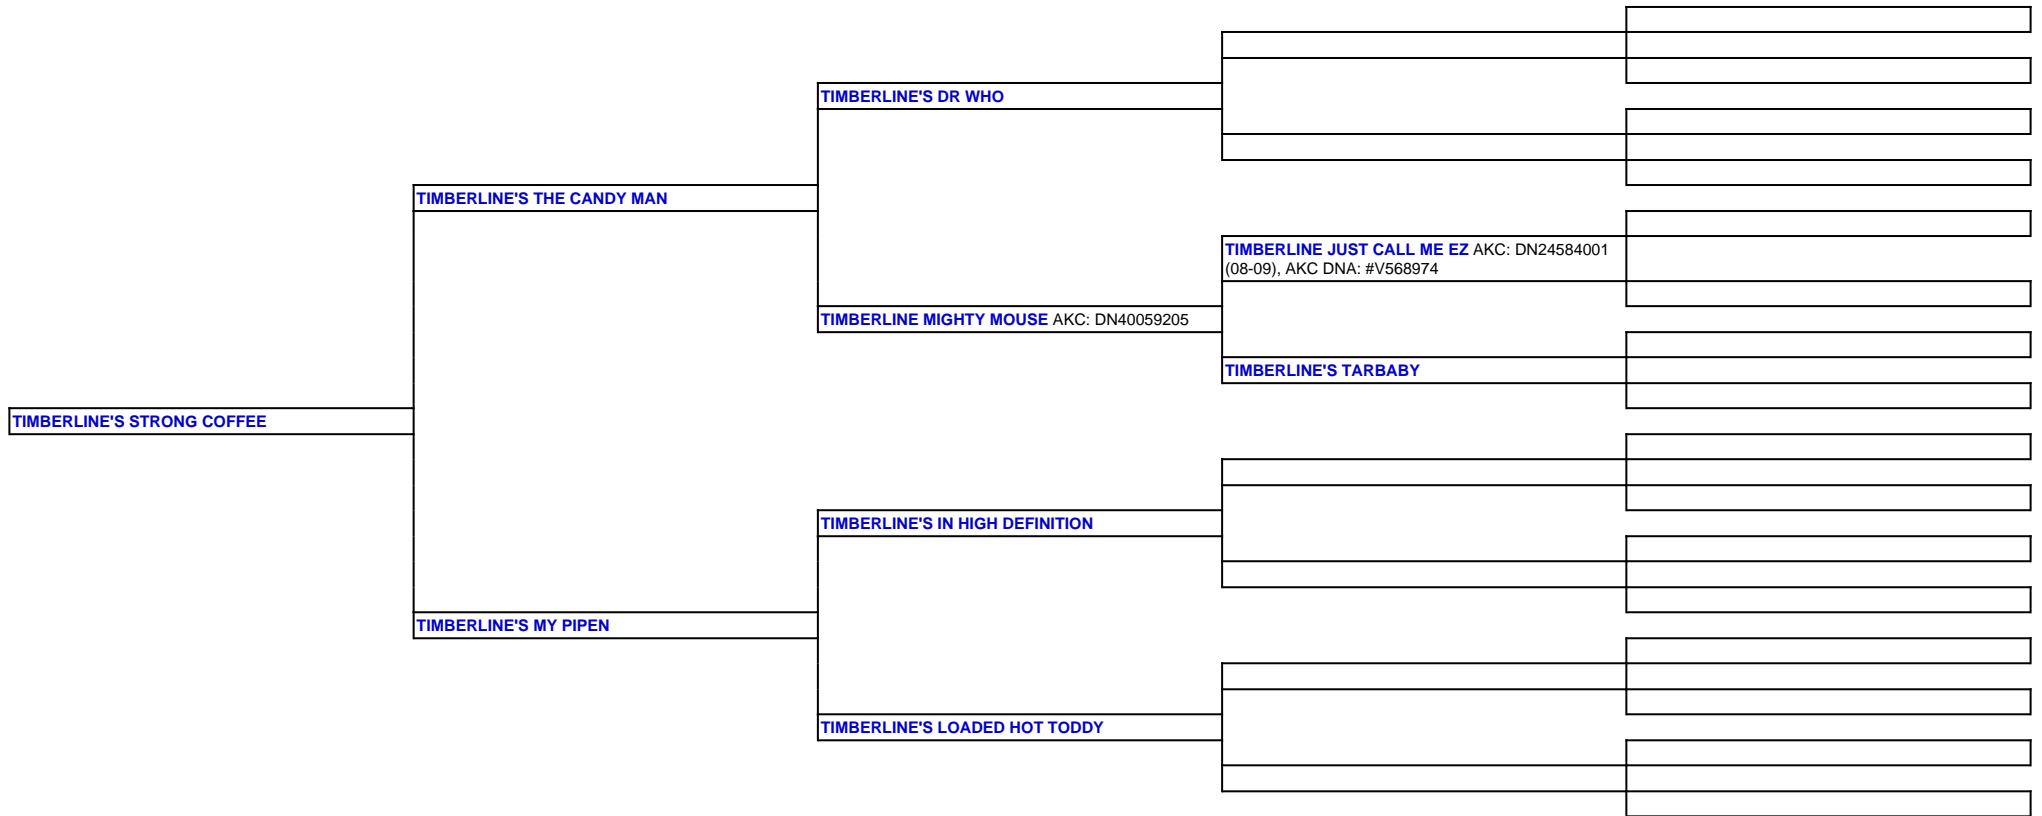 TIMBERLINE'S DR WHO
TIMBERLINE'S THE CANDY MAN
TIMBERLINE JUST CALL ME EZ AKC: DN24584001
(08-09), AKC DNA: #V568974
TIMBERLINE MIGHTY MOUSE AKC: DN40059205
TIMBERLINE'S TARBABY
TIMBERLINE'S STRONG COFFEE
TIMBERLINE'S IN HIGH DEFINITION
TIMBERLINE'S MY PIPEN
TIMBERLINE'S LOADED HOT TODDY